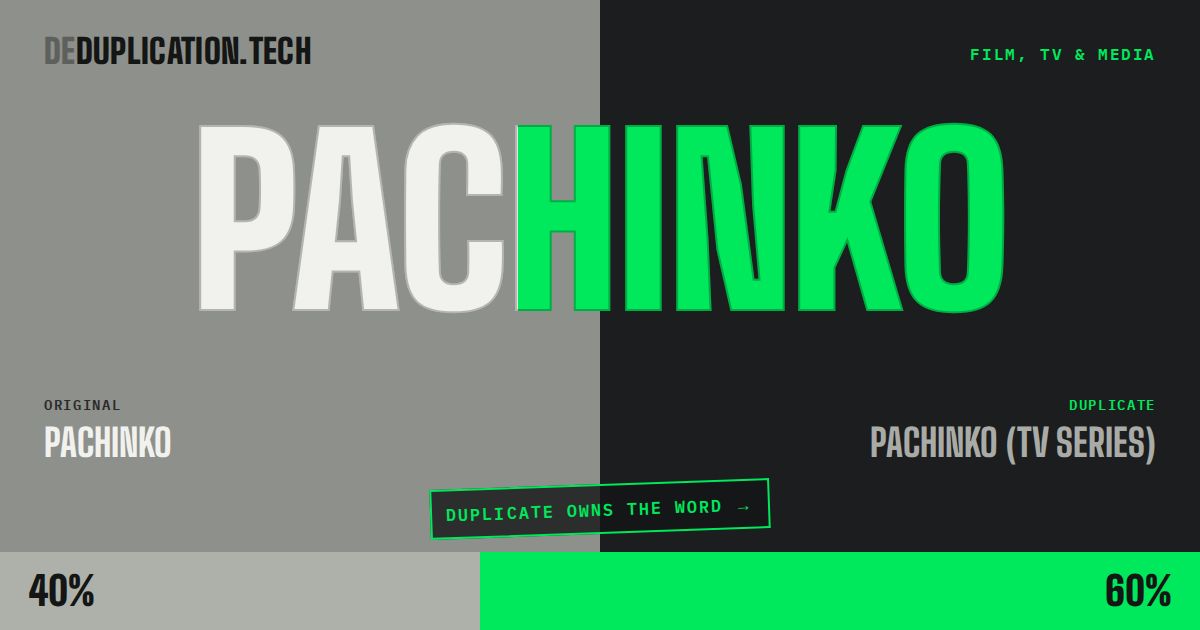 DEDUPLICATION.TECH
FILM, TV & MEDIA
PACHINKO
ORIGINAL
PACHINKO
DUPLICATE
PACHINKO (TV SERIES)
DUPLICATE OWNS THE WORD →
40%
60%